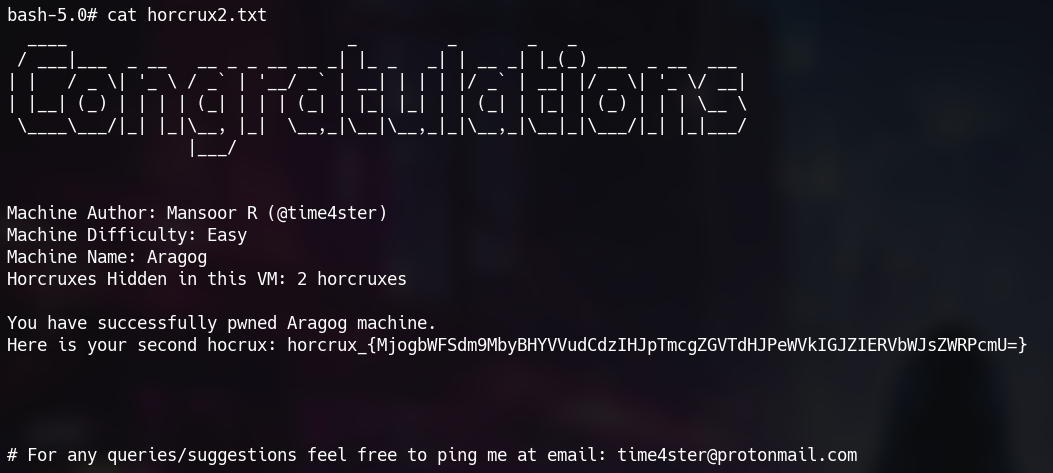 bash-5.0# cat horcrux2.txt
Congratulations
Machine Author: Mansoor R (@time4ster)
Machine Difficulty: Easy
Machine Name: Aragog
Horcruxes Hidden in this VM: 2 horcruxes
You have successfully pwned Aragog machine.
Here is your second hocrux: horcrux_{MjogbWFSdm9MbyBHYVVudCdzIHJpTmcgZGVTdHJPeWVkIGJZIERVbWJsZWRPcmU=}
# For any queries/suggestions feel free to ping me at email: time4ster@protonmail.com